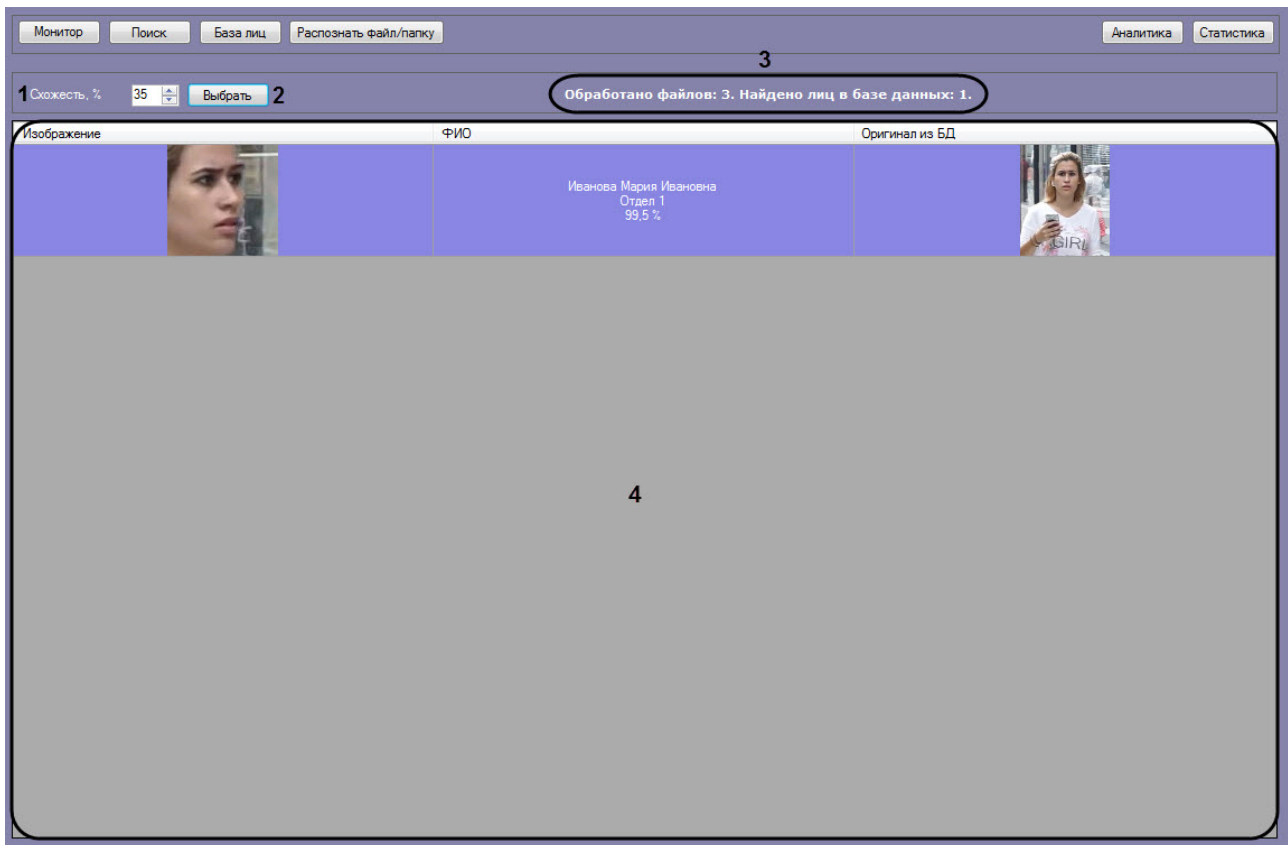 Монитор Поиск База лиц Распознать файл/папку Аналитика Статистика
3
1 Схожесть, % 35 Выбрать 2 Обработано файлов: 3. Найдено лиц в базе данных: 1.
Изображение ФИО Оригинал из БД
Иванова Мария Ивановна
Отдел 1
99,5 %
GIRL
4